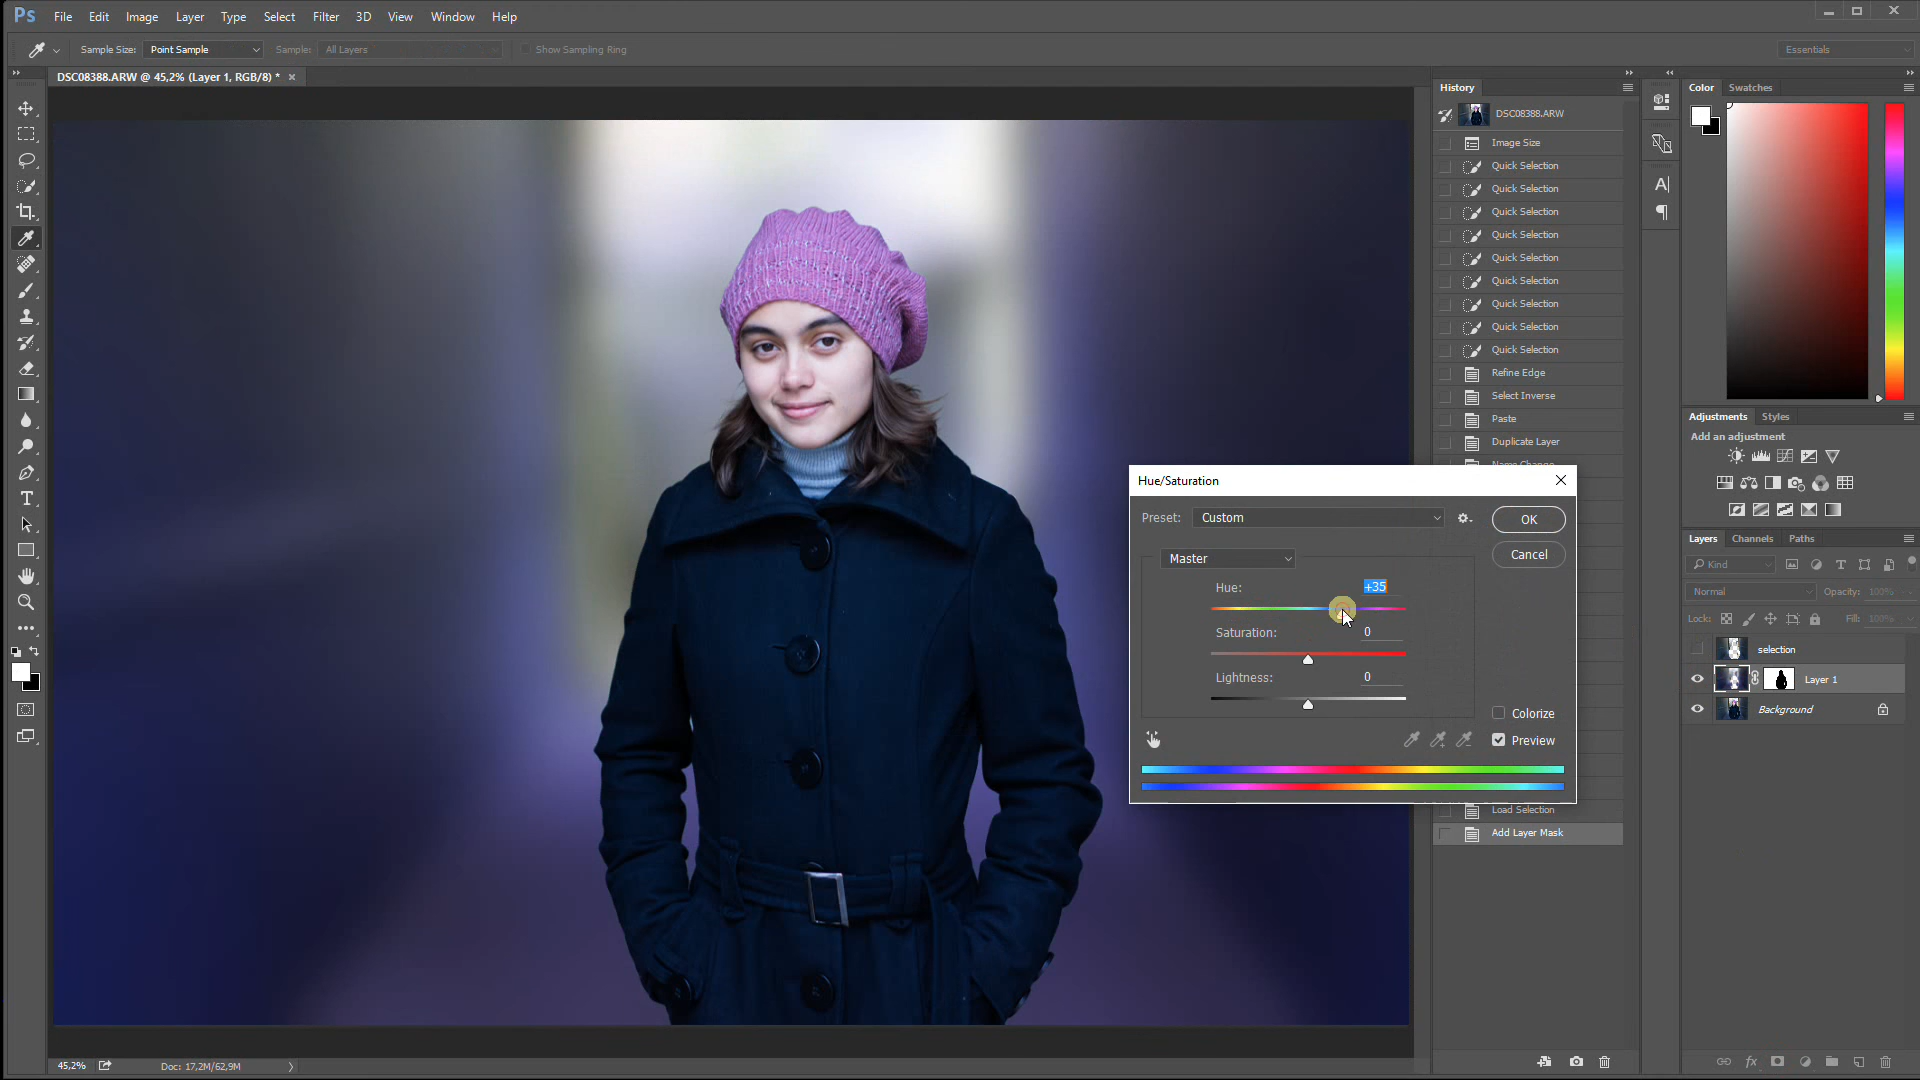 Ps File Edit Image Layer Type Select Filter 3D View Window Help
Sample Size: Point Sample Sample: All Layers Show Sampling Ring Essentials
DSC08388.ARW @ 45,2% (Layer 1, RGB/8) *
History
DSC08388.ARW
Image Size
Quick Selection
Quick Selection
Quick Selection
Quick Selection
Quick Selection
Quick Selection
Quick Selection
Quick Selection
Quick Selection
Refine Edge
Select Inverse
Paste
Duplicate Layer
Name Change
Load Selection
Add Layer Mask
Hue/Saturation
Preset: Custom
OK
Cancel
Master
Hue: +35
Saturation: 0
Lightness: 0
Colorize
Preview
Color Swatches
Adjustments Styles
Add an adjustment
Layers Channels Paths
Kind
Normal Opacity: 100%
Lock: Fill: 100%
selection
Layer 1
Background
45,2% Doc: 17,2M/62,9M